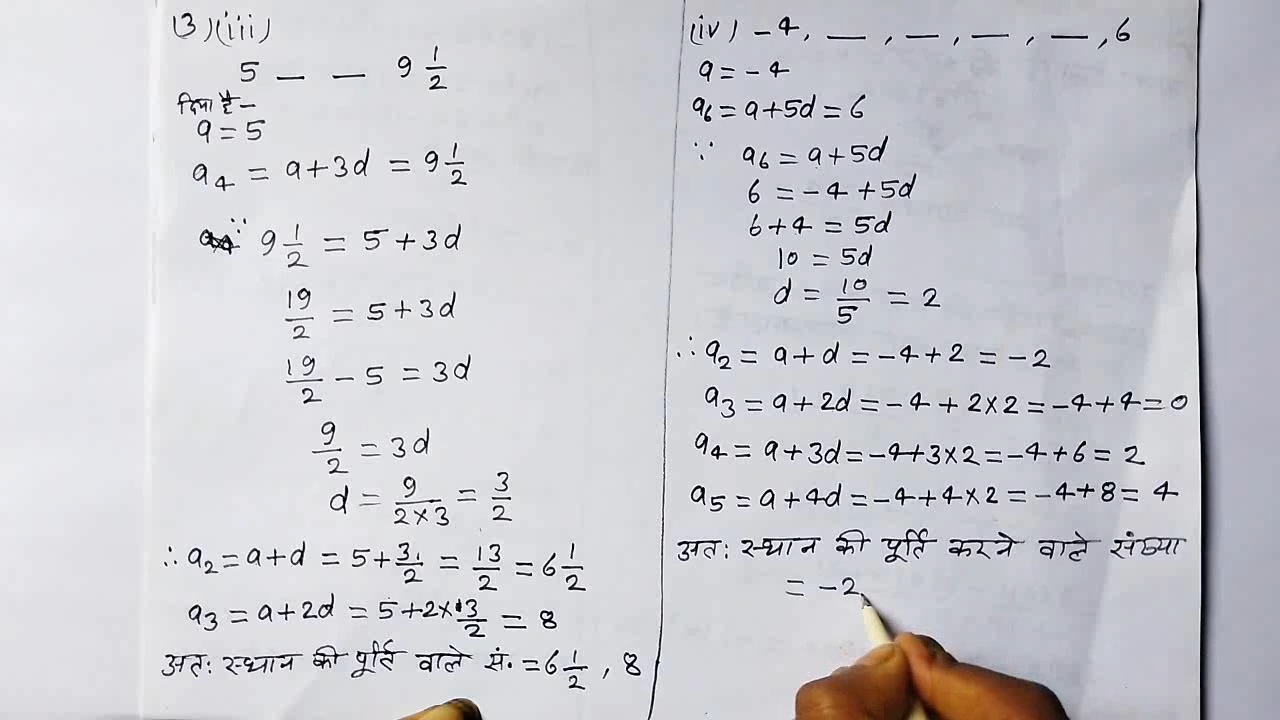 (3)(iii)
5 — — 9 1/2
दिया है-
a = 5
a4 = a+3d = 9 1/2
∵ 9 1/2 = 5+3d
19/2 = 5+3d
19/2 - 5 = 3d
9/2 = 3d
d = 9/2×3 = 3/2
∴ a2 = a+d = 5+3/2 = 13/2 = 6 1/2
a3 = a+2d = 5+2×3/2 = 8
अतः स्थान की पूर्ति वाले सं॰ = 6 1/2, 8
(iv) -4, —, —, —, —, 6
a = -4
a6 = a+5d = 6
∵ a6 = a+5d
6 = -4+5d
6+4 = 5d
10 = 5d
d = 10/5 = 2
∴ a2 = a+d = -4+2 = -2
a3 = a+2d = -4+2×2 = -4+4 = 0
a4 = a+3d = -4+3×2 = -4+6 = 2
a5 = a+4d = -4+4×2 = -4+8 = 4
अतः स्थान की पूर्ति करने वाले संख्या
= -2,